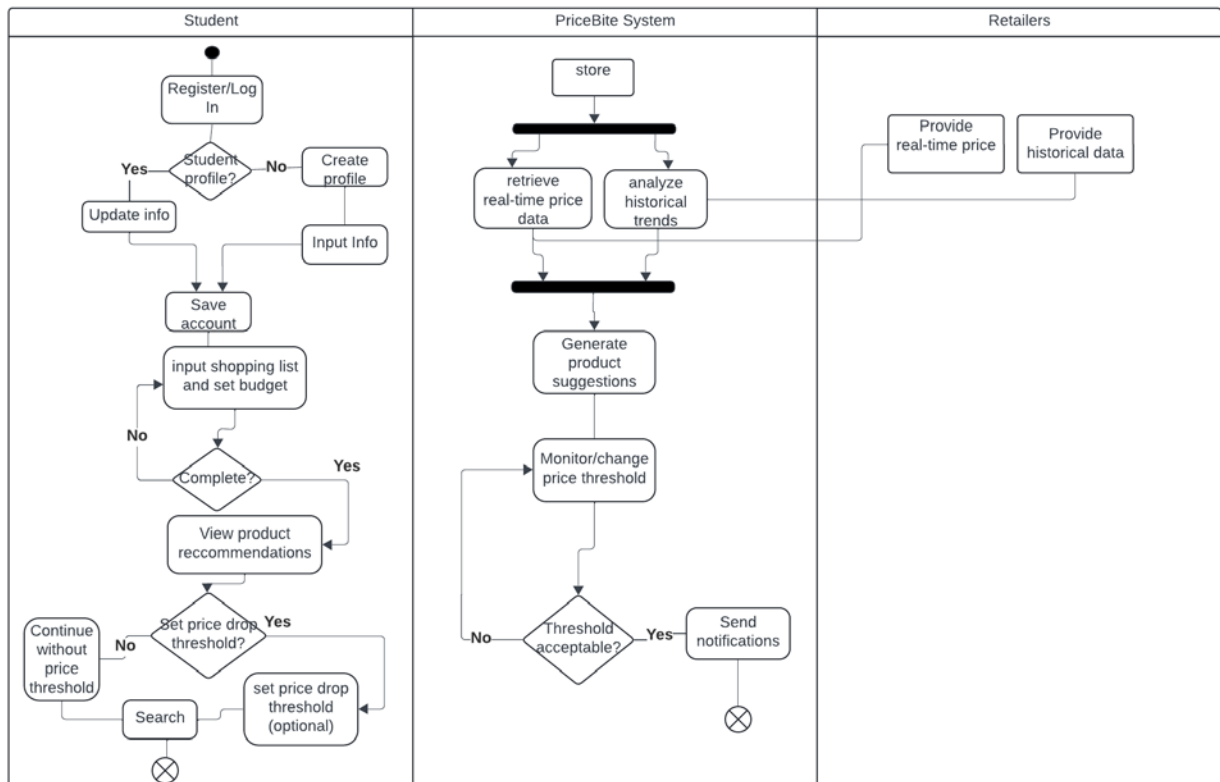 Student
PriceBite System
Retailers
Register/Log
In
Student
profile?
Yes
No
Create
profile
Update info
Input Info
Save
account
input shopping list
and set budget
No
Complete?
Yes
View product
reccommendations
Set price drop
threshold?
Yes
No
Continue
without
price
threshold
set price drop
threshold
(optional)
Search
store
retrieve
real-time price
data
analyze
historical
trends
Generate
product
suggestions
Monitor/change
price threshold
Threshold
acceptable?
No
Yes
Send
notifications
Provide
real-time price
Provide
historical data